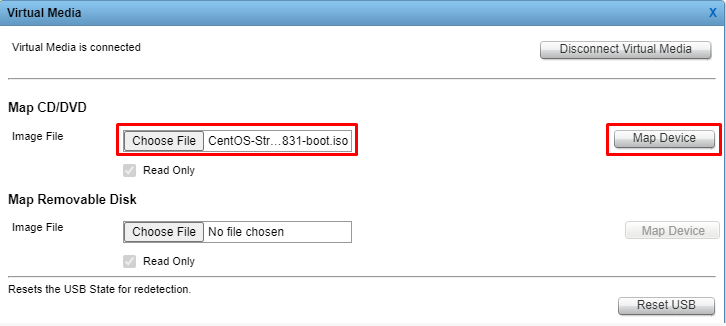 Virtual Media X
Virtual Media is connected Disconnect Virtual Media
Map CD/DVD
Image File Choose File CentOS-Str...831-boot.iso Map Device
Read Only
Map Removable Disk
Image File Choose File No file chosen Map Device
Read Only
Resets the USB State for redetection.
Reset USB